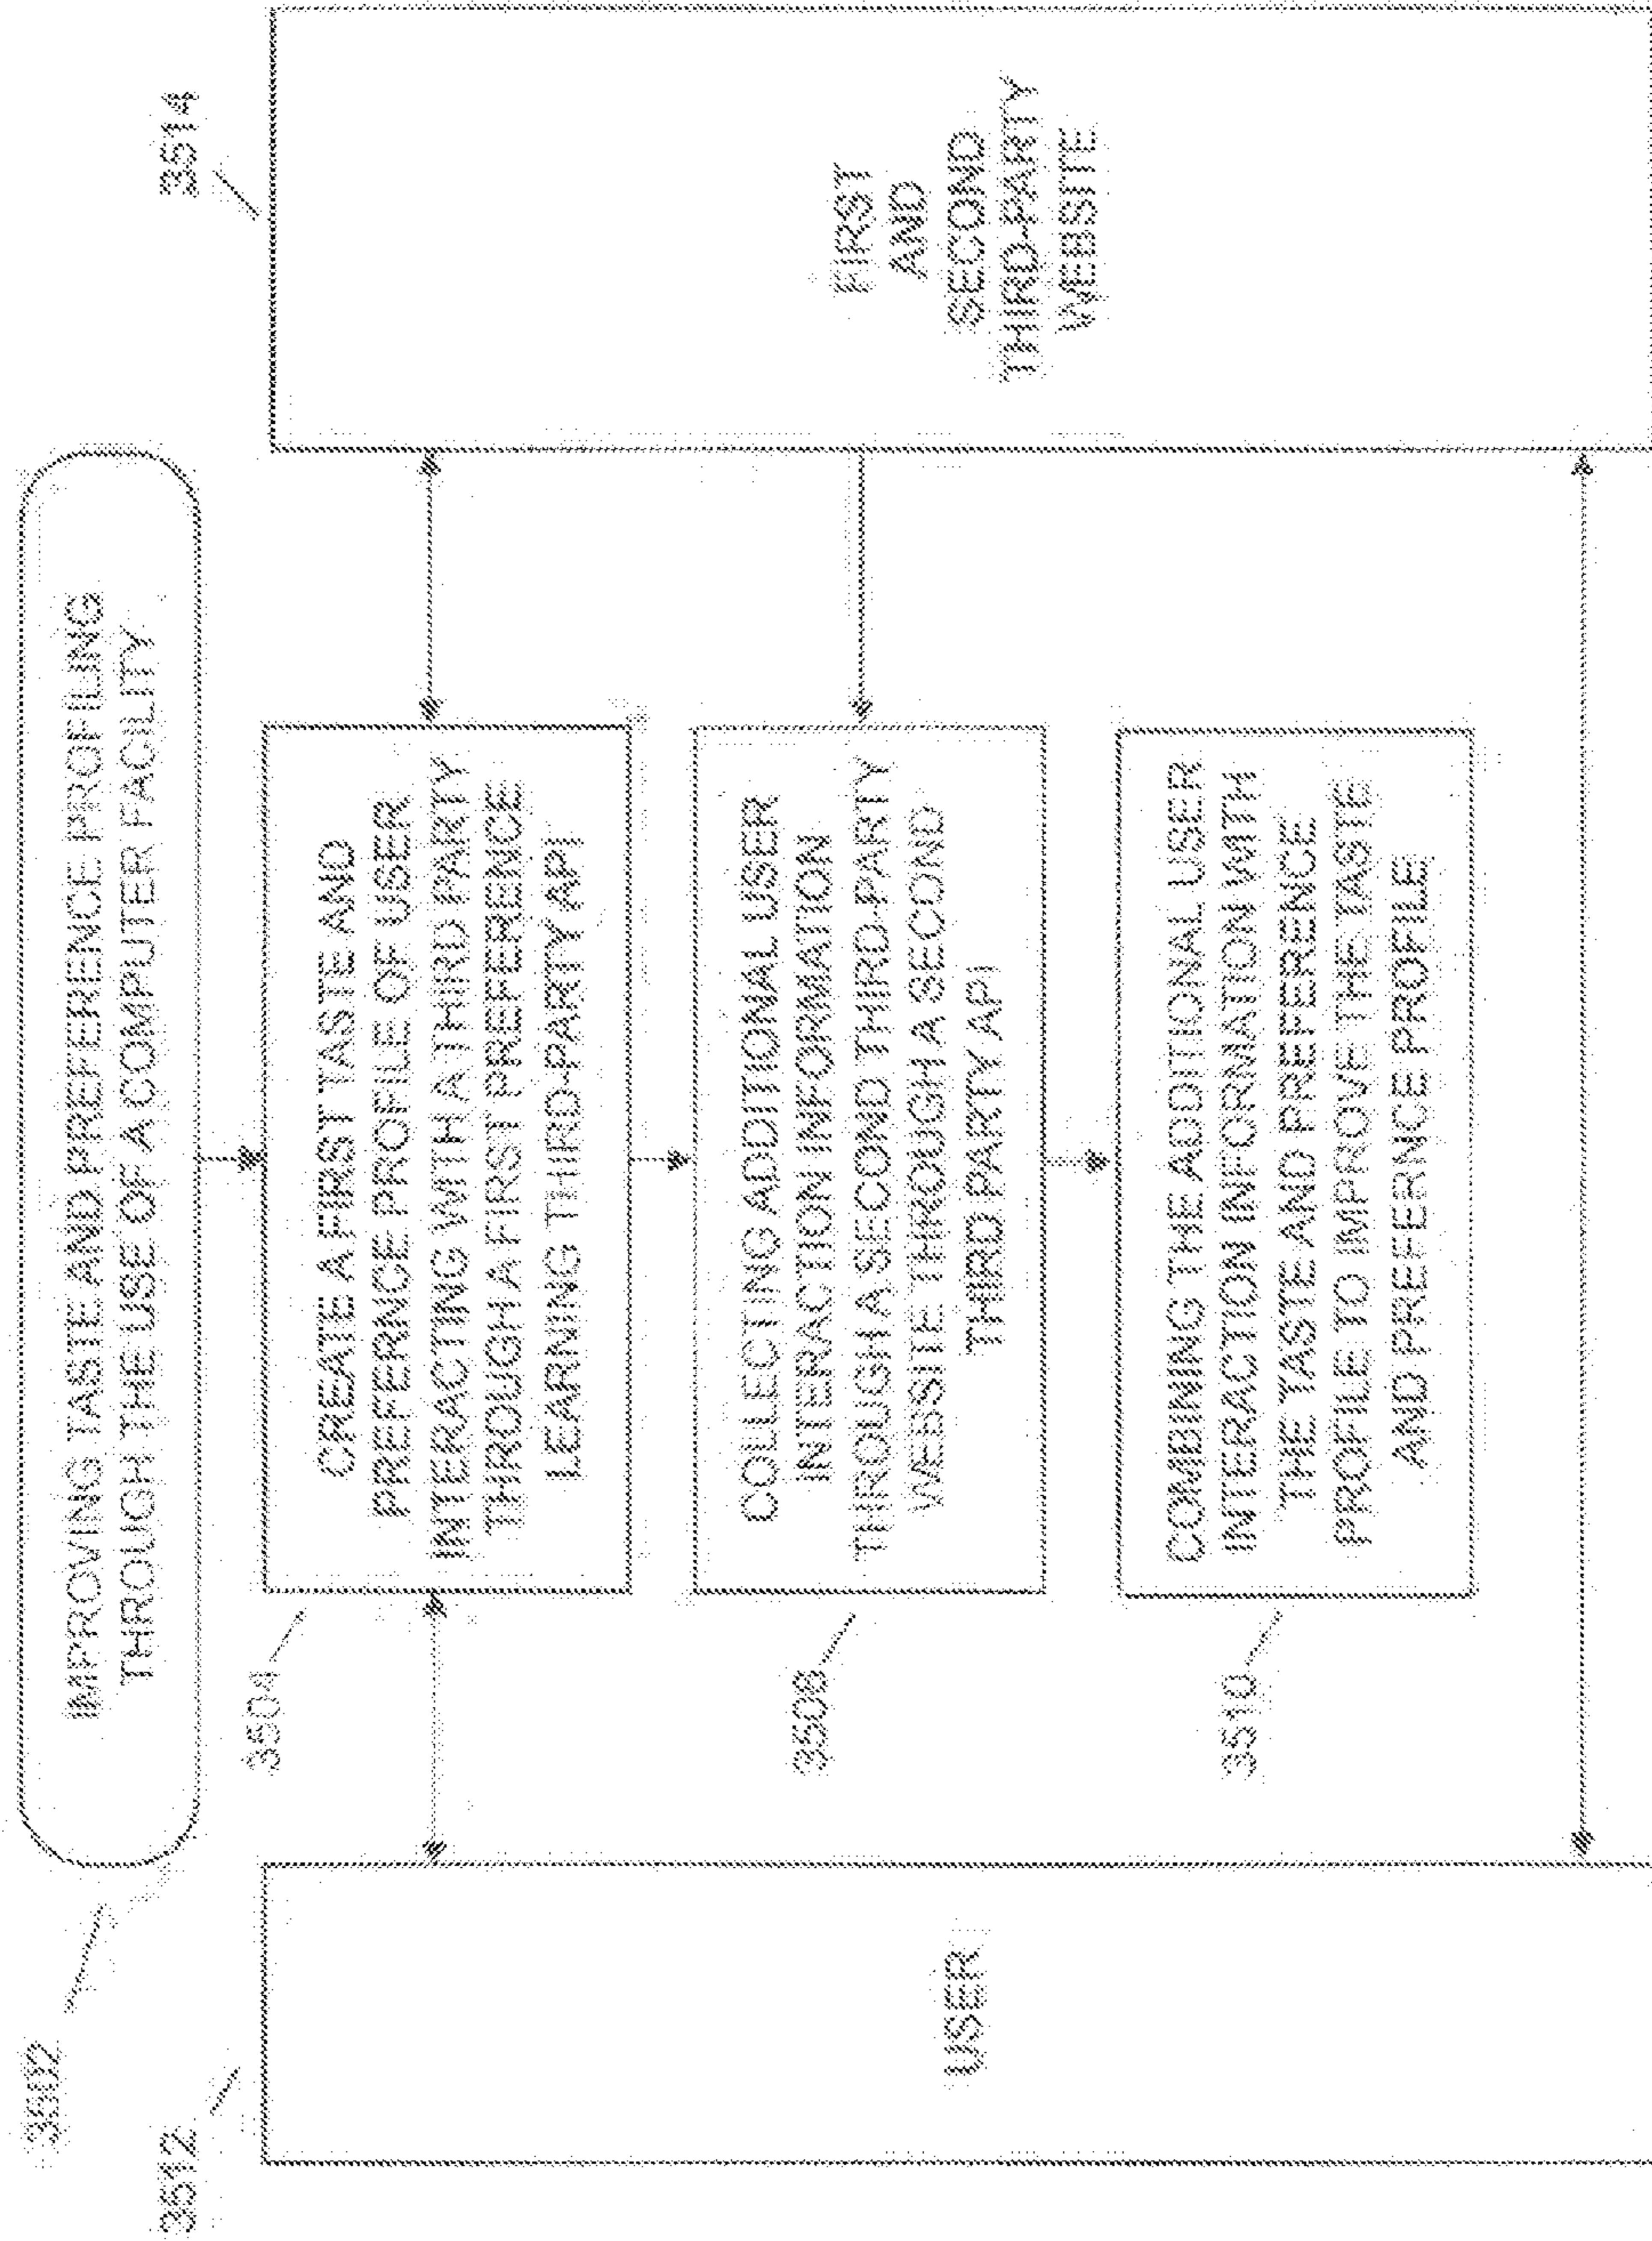 3502
IMPROVING TASTE AND PREFERENCE PROFILING
THROUGH THE USE OF A COMPUTER FACILITY
3512
USER
3504
CREATE A FIRST TASTE AND
PREFERENCE PROFILE OF USER
INTERACTING WITH A THIRD PARTY
THROUGH A FIRST PREFERENCE
LEARNING THIRD-PARTY API
3508
COLLECTING ADDITIONAL USER
INTERACTION INFORMATION
THROUGH A SECOND THIRD-PARTY
WEBSITE THROUGH A SECOND
THIRD PARTY API
3510
COMBINING THE ADDITIONAL USER
INTERACTION INFORMATION WITH
THE TASTE AND PREFERENCE
PROFILE TO IMPROVE THE TASTE
AND PREFERENCE PROFILE
3514
FIRST
AND
SECOND
THIRD-PARTY
WEBSITE